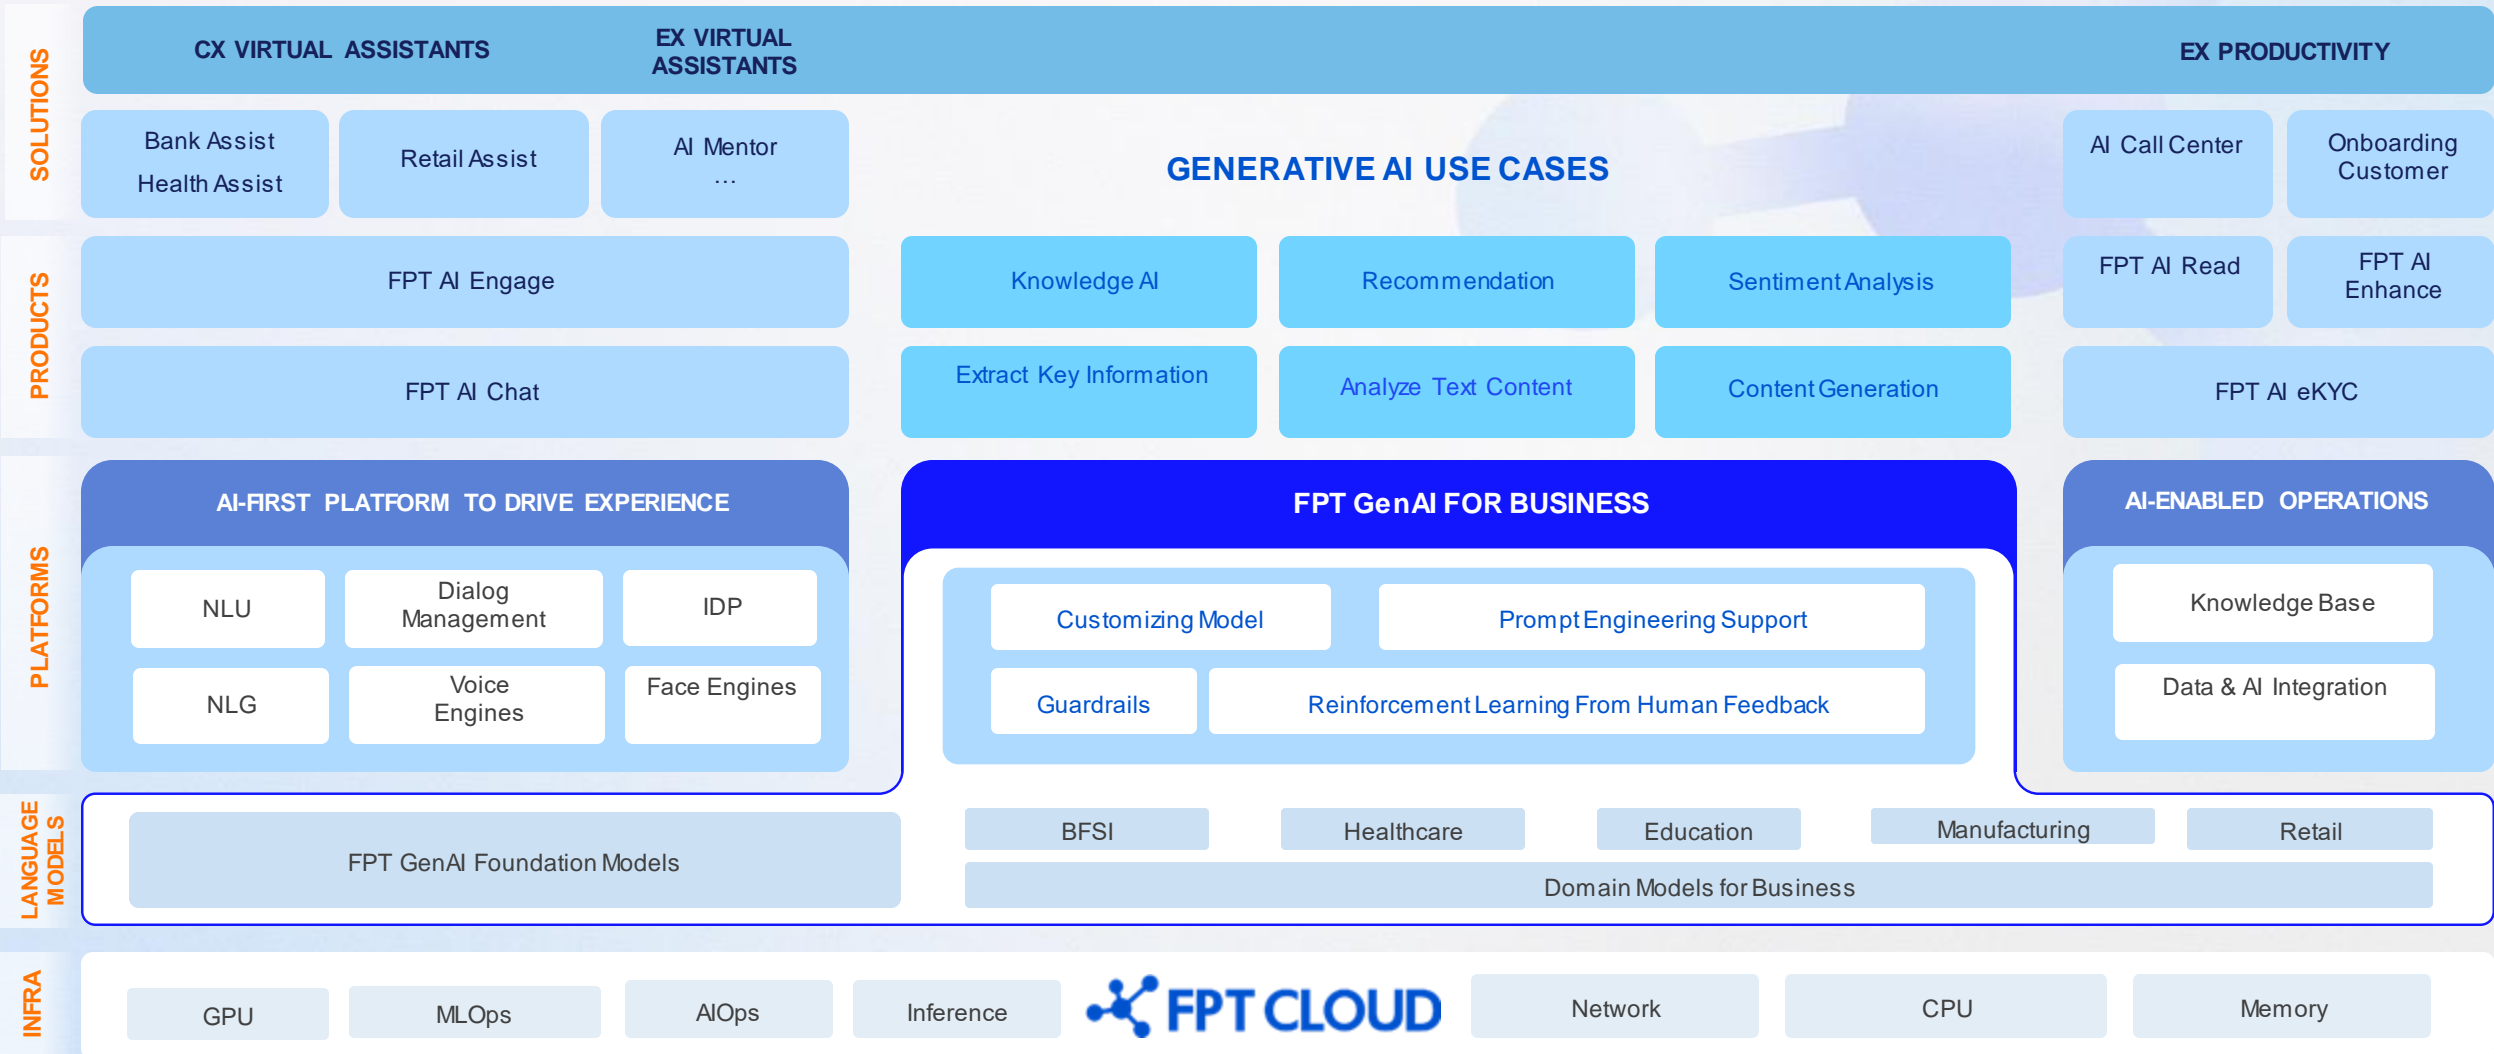 SOLUTIONS
CX VIRTUAL ASSISTANTS
EX VIRTUAL
ASSISTANTS
EX PRODUCTIVITY
Bank Assist
Health Assist
Retail Assist
AI Mentor
...
GENERATIVE AI USE CASES
AI Call Center
Onboarding
Customer
PRODUCTS
FPT AI Engage
Knowledge AI
Recommendation
Sentiment Analysis
FPT AI Read
FPT AI
Enhance
FPT AI Chat
Extract Key Information
Analyze Text Content
Content Generation
FPT AI eKYC
PLATFORMS
AI-FIRST PLATFORM TO DRIVE EXPERIENCE
NLU
Dialog
Management
IDP
NLG
Voice
Engines
Face Engines
FPT GenAI FOR BUSINESS
Customizing Model
Prompt Engineering Support
Guardrails
Reinforcement Learning From Human Feedback
AI-ENABLED OPERATIONS
Knowledge Base
Data & AI Integration
LANGUAGE
MODELS
FPT GenAI Foundation Models
BFSI
Healthcare
Education
Manufacturing
Retail
Domain Models for Business
INFRA
GPU
MLOps
AIOps
Inference
FPT CLOUD
Network
CPU
Memory